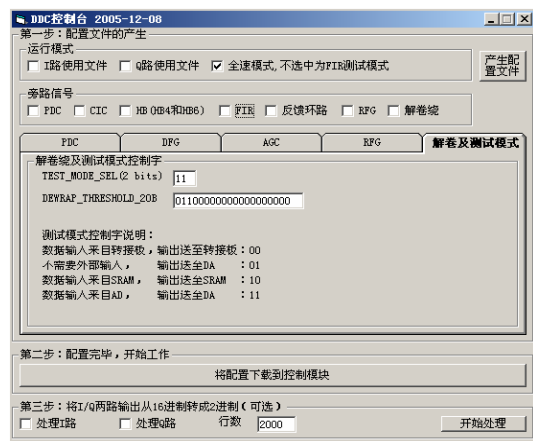 DDC控制台 2005-12-08
第一步：配置文件的产生
运行模式
I路使用文件 Q路使用文件 全速模式,不选中为FIR测试模式
产生配
置文件
旁路信号
PDC CIC HB(HB4和HB6) FIR 反馈环路 RFG 解卷绕
PDC DFG AGC RFG 解卷及测试模式
解卷绕及测试模式控制字
TEST_MODE_SEL(2 bits) 11
DEWRAP_THRESHOLD_20B 01100000000000000000
测试模式控制字说明：
数据输入来自转接板，输出送至转接板：00
不需要外部输入， 输出送至DA ：01
数据输入来自SRAM， 输出送至SRAM ：10
数据输入来自AD， 输出送至DA ：11
第二步：配置完毕，开始工作
将配置下载到控制模块
第三步：将I/Q两路输出从16进制转成2进制(可选)
处理I路 处理Q路 行数 2000 开始处理